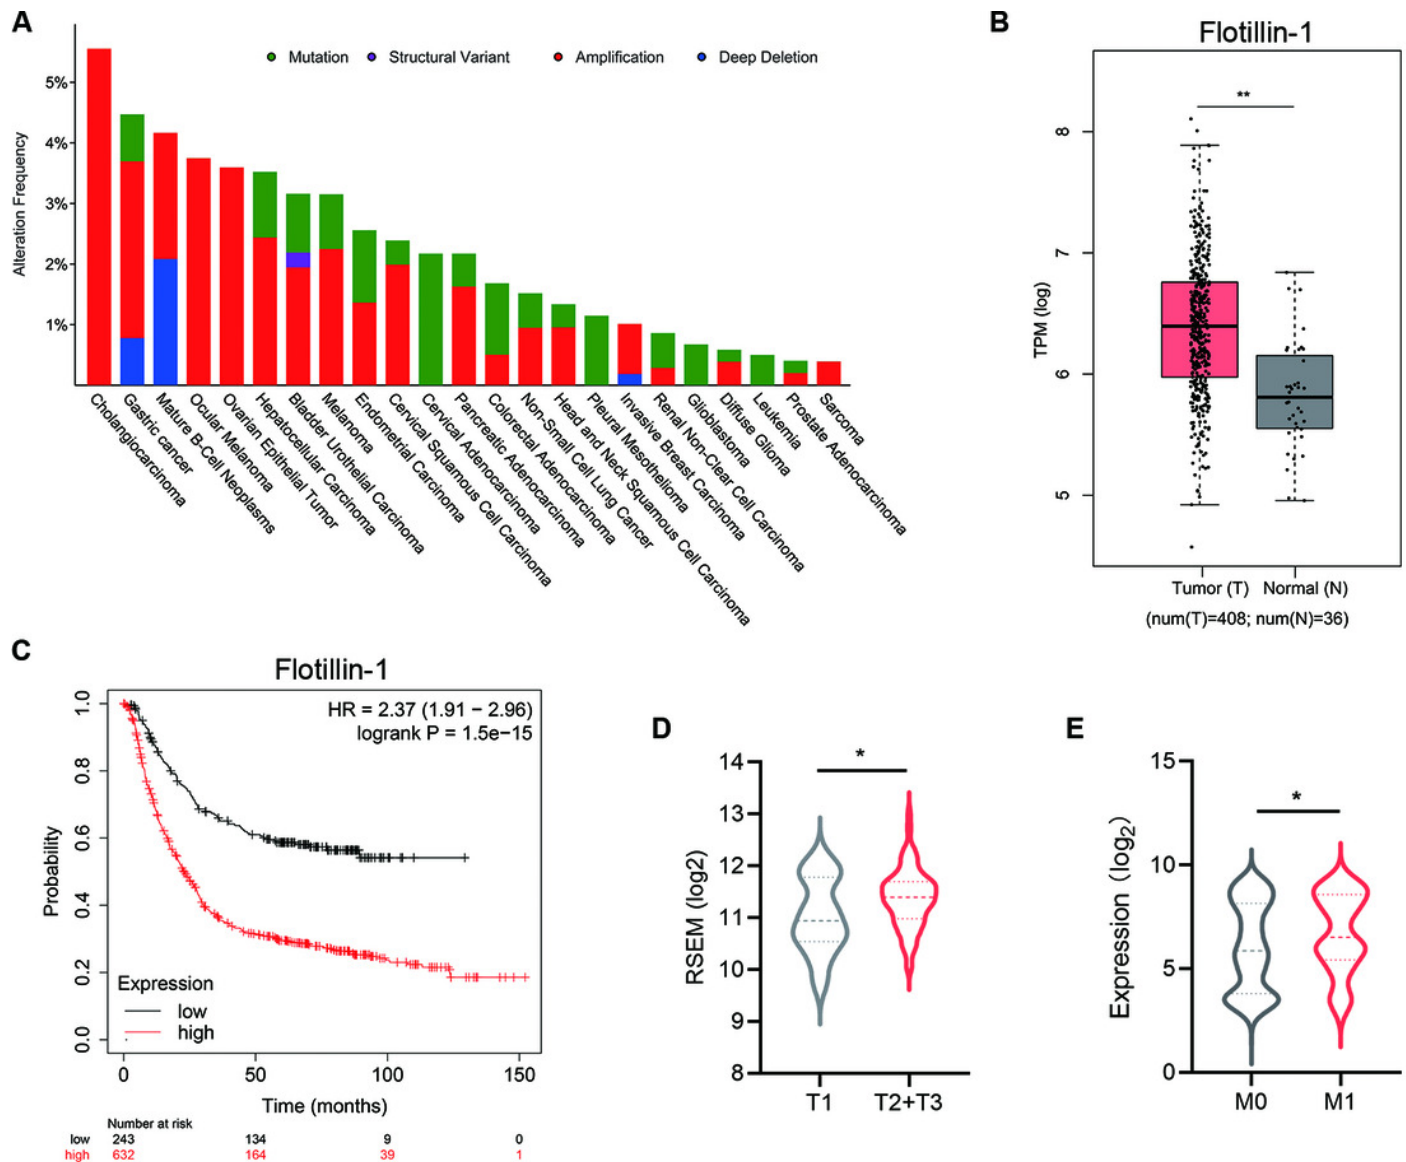 A
Mutation
Structural Variant
Amplification
Deep Deletion
Alteration Frequency
5%
4%
3%
2%
1%
Cholangiocarcinoma
Gastric cancer
Mature B-Cell Neoplasms
Ocular Melanoma
Ovarian Epithelial Tumor
Hepatocellular Carcinoma
Bladder Urothelial Carcinoma
Melanoma
Endometrial Carcinoma
Cervical Squamous Cell Carcinoma
Cervical Adenocarcinoma
Pancreatic Adenocarcinoma
Colorectal Adenocarcinoma
Non-Small Cell Lung Cancer
Head and Neck Squamous Cell Carcinoma
Pleural Mesothelioma
Invasive Breast Carcinoma
Renal Non-Clear Cell Carcinoma
Glioblastoma
Diffuse Glioma
Leukemia
Prostate Adenocarcinoma
Sarcoma
B
Flotillin-1
**
TPM (log)
8
7
6
5
Tumor (T) Normal (N)
(num(T)=408; num(N)=36)
C
Flotillin-1
HR = 2.37 (1.91 − 2.96)
logrank P = 1.5e−15
Probability
1.0
0.8
0.6
0.4
0.2
0.0
Expression
low
high
0 50 100 150
Time (months)
Number at risk
low 243 134 9 0
high 632 164 39 1
D
*
RSEM (log2)
14
13
12
11
10
9
8
T1 T2+T3
E
*
Expression (log2)
15
10
5
0
M0 M1